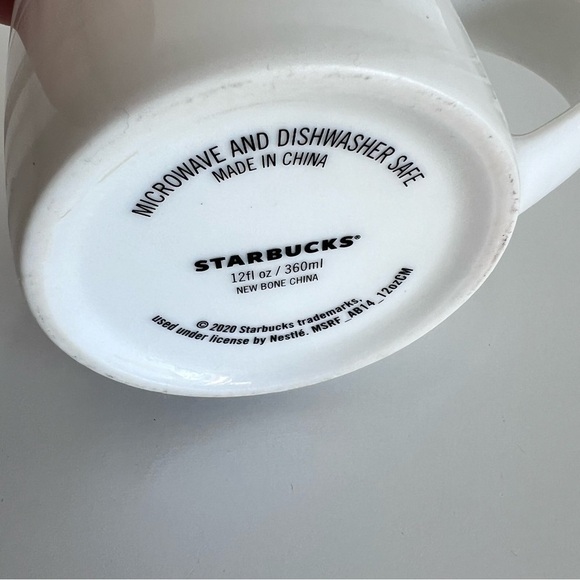 MICROWAVE AND DISHWASHER SAFE
MADE IN CHINA
STARBUCKS®
12fl oz / 360ml
NEW BONE CHINA
© 2020 Starbucks trademarks,
used under license by Nestlé. MSRF_AB14_12ozCM